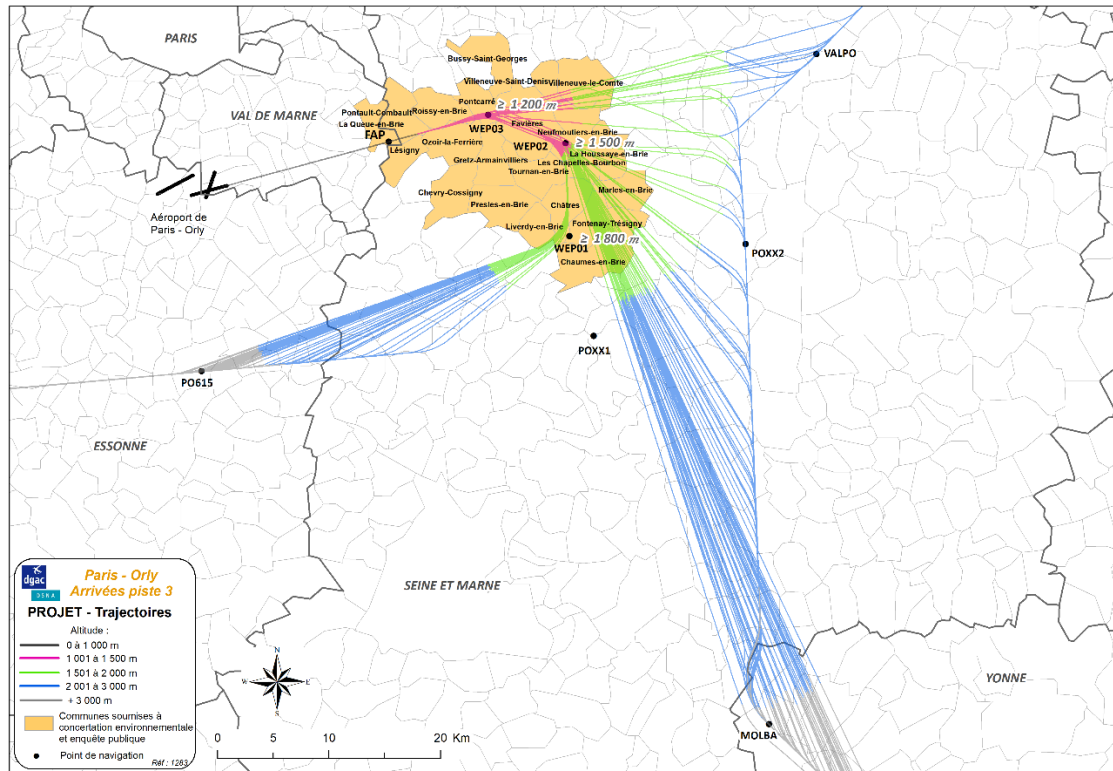 PARIS
VALPO
Bussy-Saint-Georges
Villeneuve-Saint-Denis
Villeneuve-le-Comte
Pontcarré
≥ 1 200 m
VAL DE MARNE
Pontault-Combault
Roissy-en-Brie
La Queue-en-Brie
WEP03
Favières
FAP
Neufmoutiers-en-Brie
Ozoir-la-Ferrière
WEP02
≥ 1 500 m
Lésigny
La Houssaye-en-Brie
Gretz-Armainvilliers
Les Chapelles-Bourbon
Tournan-en-Brie
Chevry-Cossigny
Marles-en-Brie
Presles-en-Brie
Châtres
Aéroport de
Paris - Orly
Liverdy-en-Brie
Fontenay-Trésigny
≥ 1 800 m
WEP01
POXX2
Chaumes-en-Brie
POXX1
PO615
ESSONNE
SEINE ET MARNE
YONNE
MOLBA
dgac
DSNA
Paris - Orly
Arrivées piste 3
PROJET - Trajectoires
Altitude :
0 à 1 000 m
1 001 à 1 500 m
1 501 à 2 000 m
2 001 à 3 000 m
+ 3 000 m
Communes soumises à
concertation environnementale
et enquête publique
Point de navigation
Réf : 1283
N
W E
S
0 5 10 20 Km